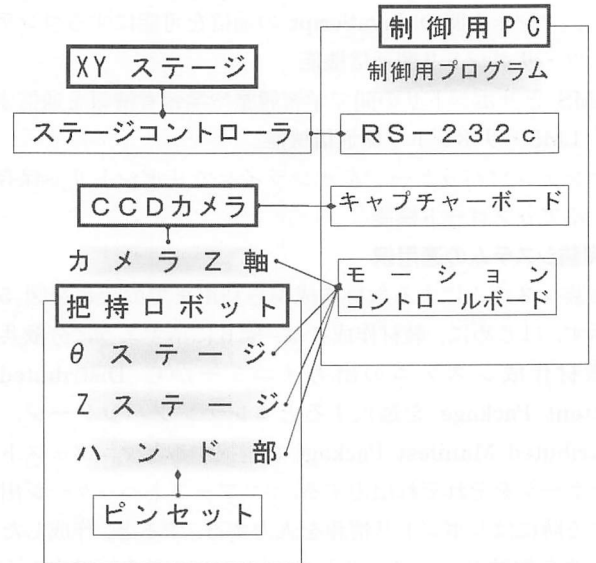 制御用PC
XY ステージ
制御用プログラム
ステージコントローラ
RS-232c
CCDカメラ
キャプチャーボード
カメラZ軸
モーション
コントロールボード
把持ロボット
θステージ
Zステージ
ハンド部
ピンセット